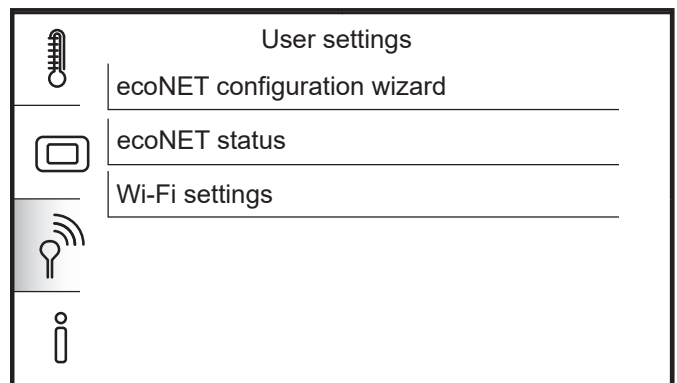 User settings
ecoNET configuration wizard
ecoNET status
Wi-Fi settings